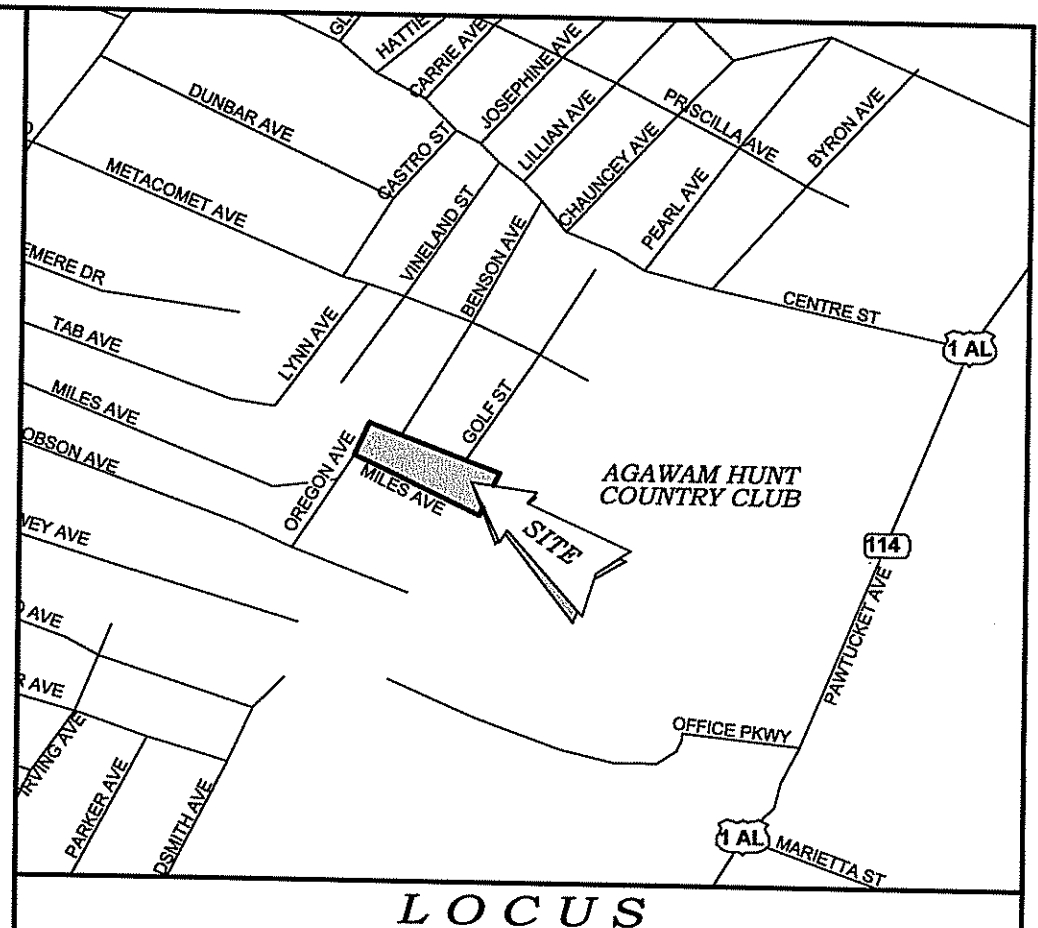 HATTIE
CARRIE AVE
JOSEPHINE AVE
DUNBAR AVE
CASTRO ST
LILLIAN AVE
PRISCILLA AVE
BYRON AVE
CHAUNCEY AVE
METACOMET AVE
VINELAND ST
PEARL AVE
BENSON AVE
EMERE DR
CENTRE ST
1 AL
TAB AVE
LYNN AVE
MILES AVE
GOLF ST
OBSON AVE
OREGON AVE
MILES AVE
AGAWAM HUNT
COUNTRY CLUB
SITE
114
PAWTUCKET AVE
VEY AVE
AVE
R AVE
IRVING AVE
PARKER AVE
DSMITH AVE
OFFICE PKWY
1 AL
MARIETTA ST
LOCUS